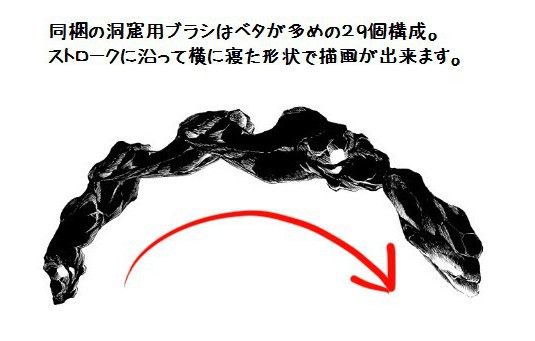 同梱の洞窟用ブラシはベタが多めの29個構成。
ストロークに沿って横に寝た形状で描画が出来ます。